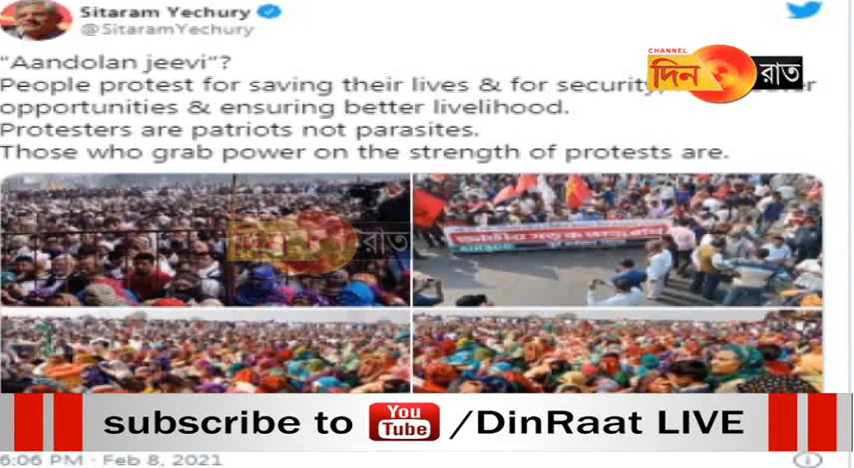 Sitaram Yechury
@SitaramYechury
CHANNEL
দিন রাত
"Aandolan jeevi"?
People protest for saving their lives & for security,
opportunities & ensuring better livelihood.
Protesters are patriots not parasites.
Those who grab power on the strength of protests are.
দিন রাত
subscribe to You Tube /DinRaat LIVE
6:06 PM · Feb 8, 2021